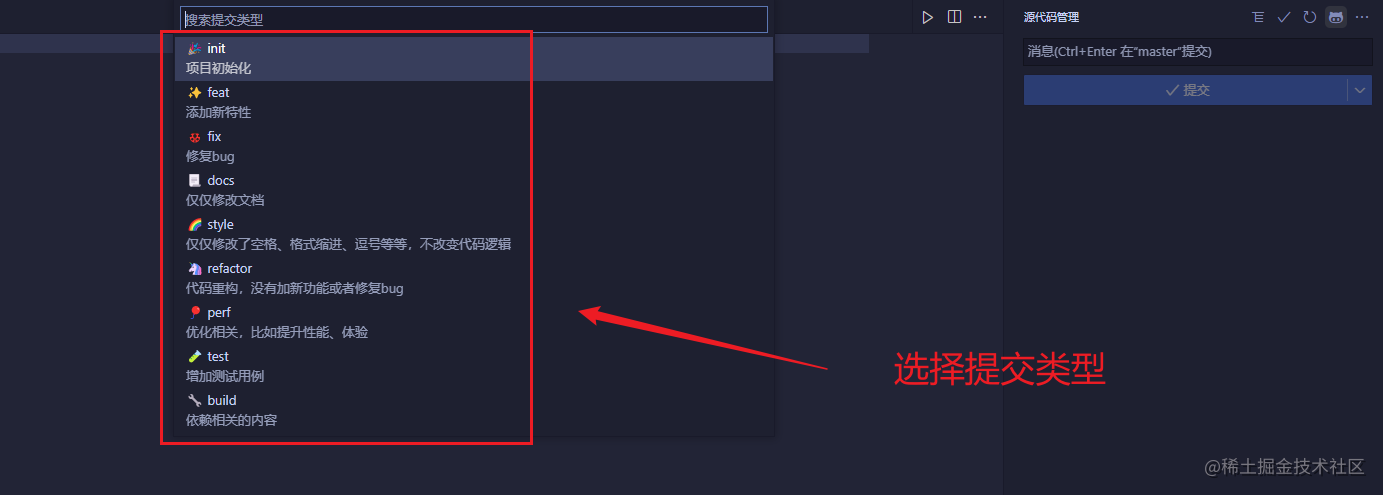 搜索提交类型
init
项目初始化
feat
添加新特性
fix
修复bug
docs
仅仅修改文档
style
仅仅修改了空格、格式缩进、逗号等等，不改变代码逻辑
refactor
代码重构，没有加新功能或者修复bug
perf
优化相关，比如提升性能、体验
test
增加测试用例
build
依赖相关的内容
选择提交类型
源代码管理
消息(Ctrl+Enter 在"master"提交)
提交
@稀土掘金技术社区